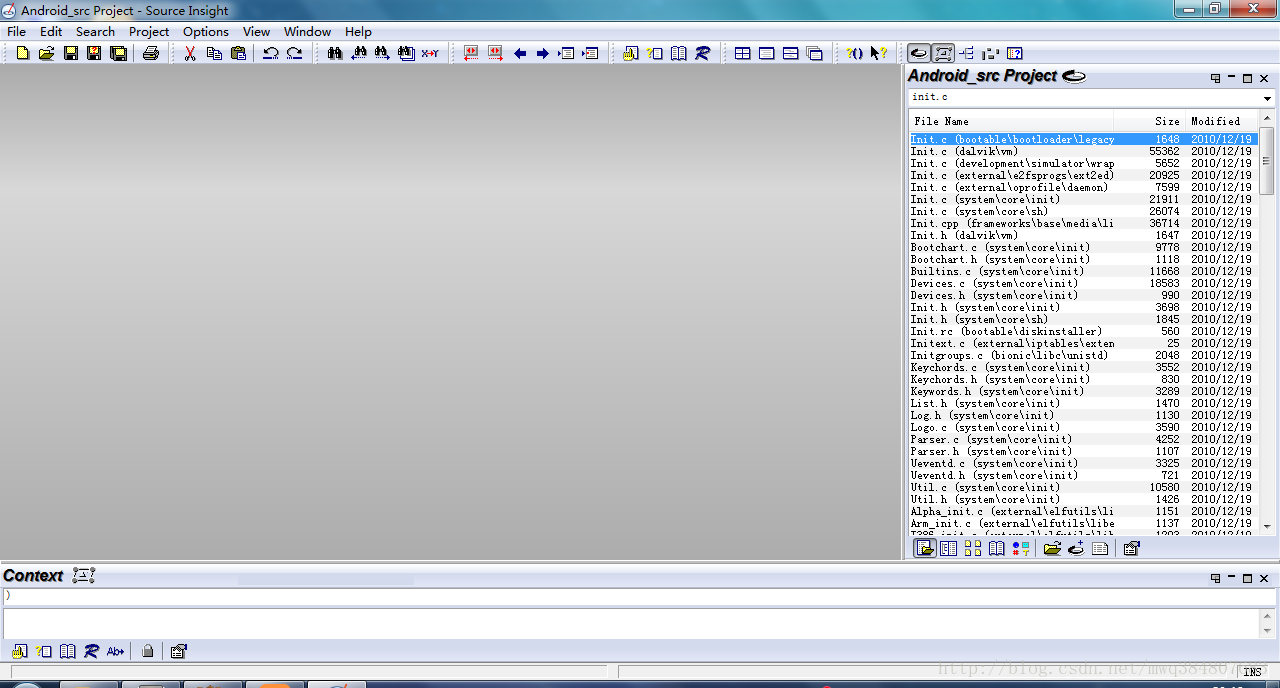 Android_src Project - Source Insight
File Edit Search Project Options View Window Help
Android_src Project
init.c
File Name Size Modified
Init.c (bootable\bootloader\legacy 1648 2010/12/19
Init.c (dalvik\vm) 55362 2010/12/19
Init.c (development\simulator\wrap 5652 2010/12/19
Init.c (external\e2fsprogs\ext2ed) 20925 2010/12/19
Init.c (external\oprofile\daemon) 7599 2010/12/19
Init.c (system\core\init) 21911 2010/12/19
Init.c (system\core\sh) 26074 2010/12/19
Init.cpp (frameworks\base\media\li 36714 2010/12/19
Init.h (dalvik\vm) 1647 2010/12/19
Bootchart.c (system\core\init) 9778 2010/12/19
Bootchart.h (system\core\init) 1118 2010/12/19
Builtins.c (system\core\init) 11668 2010/12/19
Devices.c (system\core\init) 18583 2010/12/19
Devices.h (system\core\init) 990 2010/12/19
Init.h (system\core\init) 3698 2010/12/19
Init.h (system\core\sh) 1845 2010/12/19
Init.rc (bootable\diskinstaller) 560 2010/12/19
Initext.c (external\iptables\exten 25 2010/12/19
Initgroups.c (bionic\libc\unistd) 2048 2010/12/19
Keychords.c (system\core\init) 3552 2010/12/19
Keychords.h (system\core\init) 830 2010/12/19
Keywords.h (system\core\init) 3289 2010/12/19
List.h (system\core\init) 1470 2010/12/19
Log.h (system\core\init) 1130 2010/12/19
Logo.c (system\core\init) 3590 2010/12/19
Parser.c (system\core\init) 4252 2010/12/19
Parser.h (system\core\init) 1107 2010/12/19
Ueventd.c (system\core\init) 3325 2010/12/19
Ueventd.h (system\core\init) 721 2010/12/19
Util.c (system\core\init) 10580 2010/12/19
Util.h (system\core\init) 1426 2010/12/19
Alpha_init.c (external\elfutils\li 1151 2010/12/19
Arm_init.c (external\elfutils\libe 1137 2010/12/19
Context
)
INS